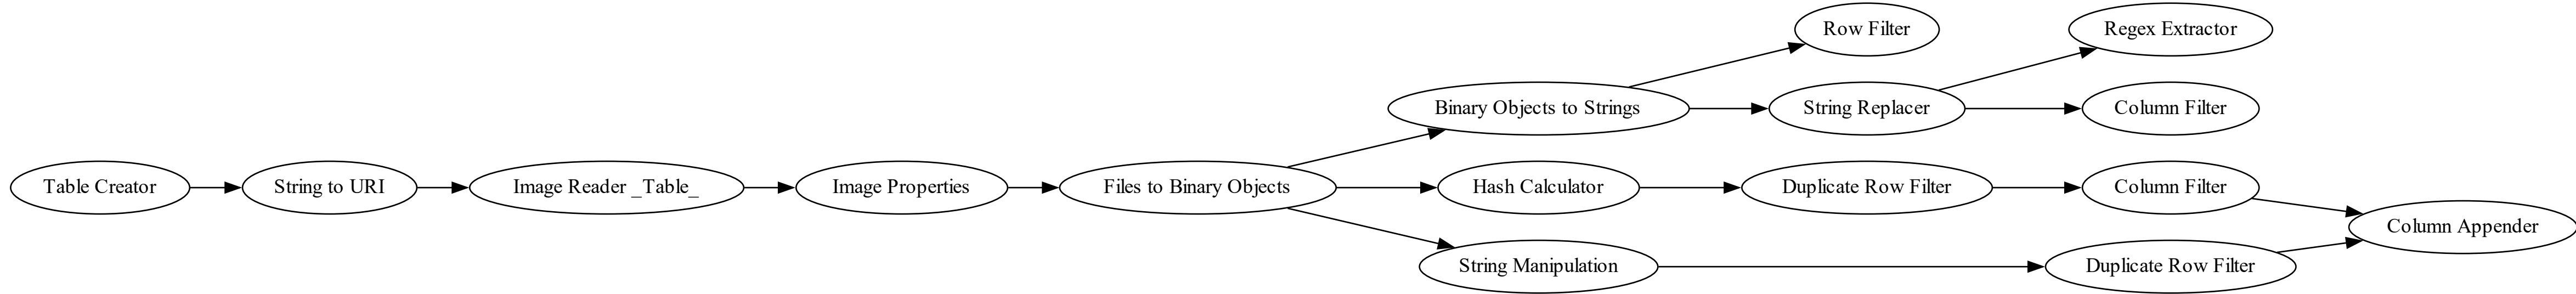 Row Filter
Regex Extractor
Binary Objects to Strings
String Replacer
Column Filter
Table Creator
String to URI
Image Reader _Table_
Image Properties
Files to Binary Objects
Hash Calculator
Duplicate Row Filter
Column Filter
Column Appender
String Manipulation
Duplicate Row Filter